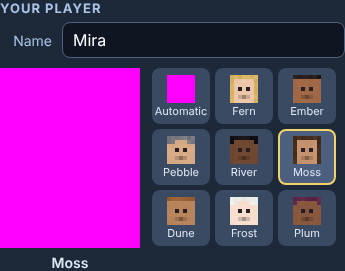 YOUR PLAYER
Name Mira
Automatic Fern Ember
Pebble River Moss
Dune Frost Plum
Moss